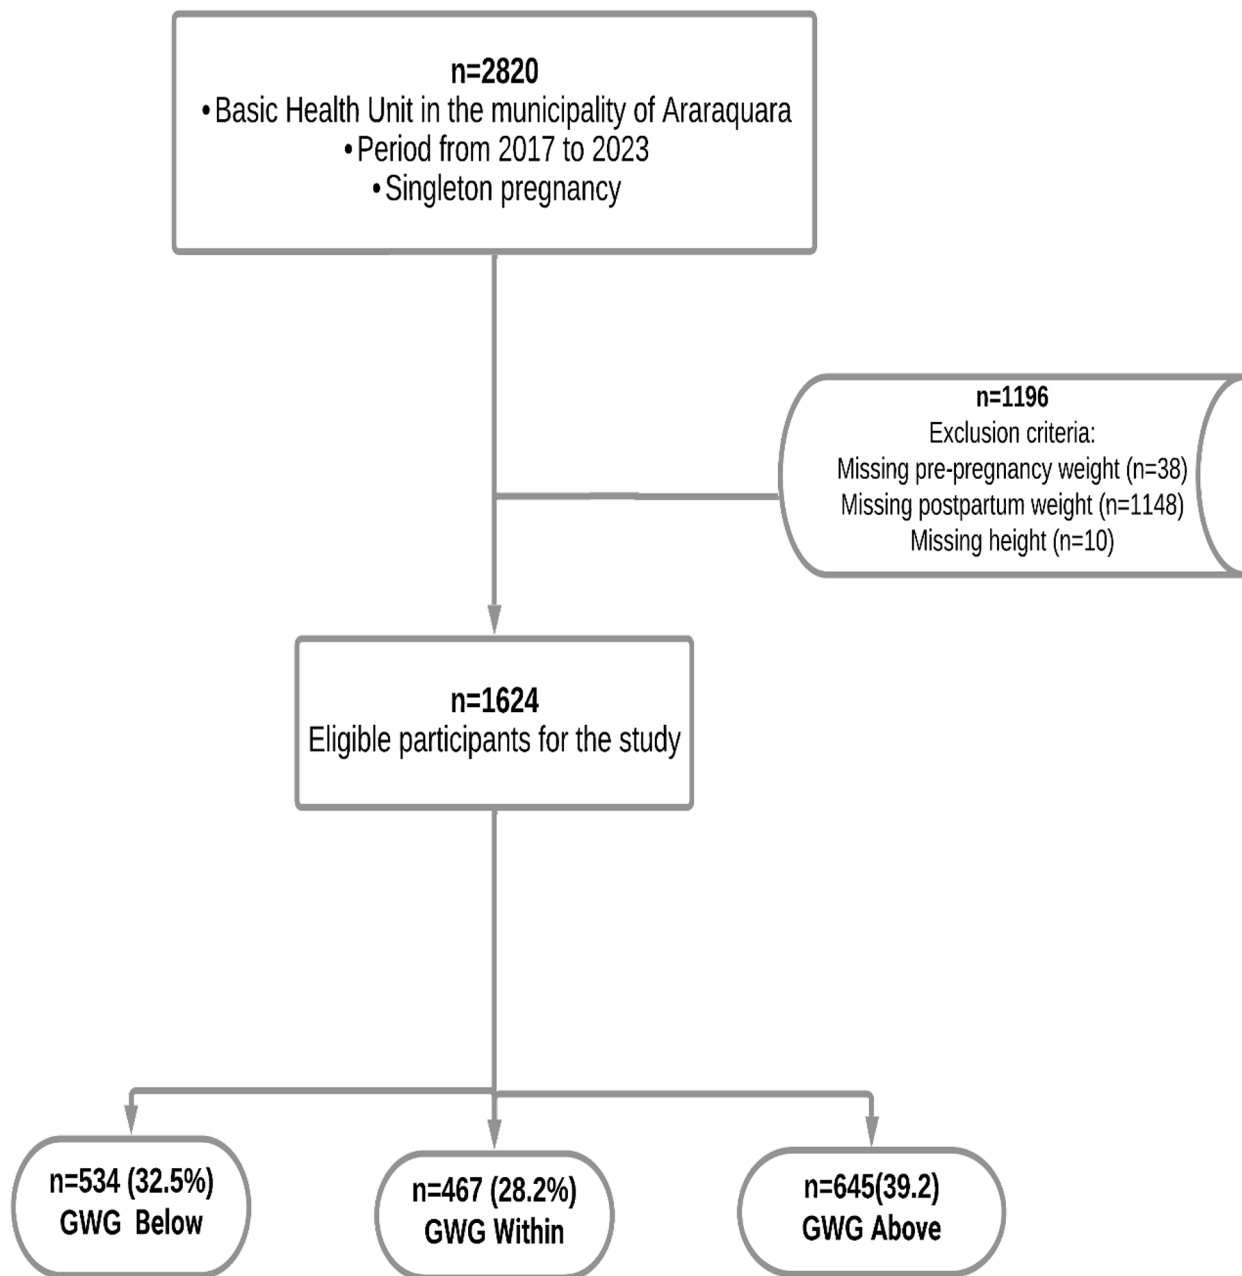 n=2820
• Basic Health Unit in the municipality of Araraquara
• Period from 2017 to 2023
• Singleton pregnancy
n=1196
Exclusion criteria:
Missing pre-pregnancy weight (n=38)
Missing postpartum weight (n=1148)
Missing height (n=10)
n=1624
Eligible participants for the study
n=534 (32.5%)
GWG Below
n=467 (28.2%)
GWG Within
n=645(39.2)
GWG Above